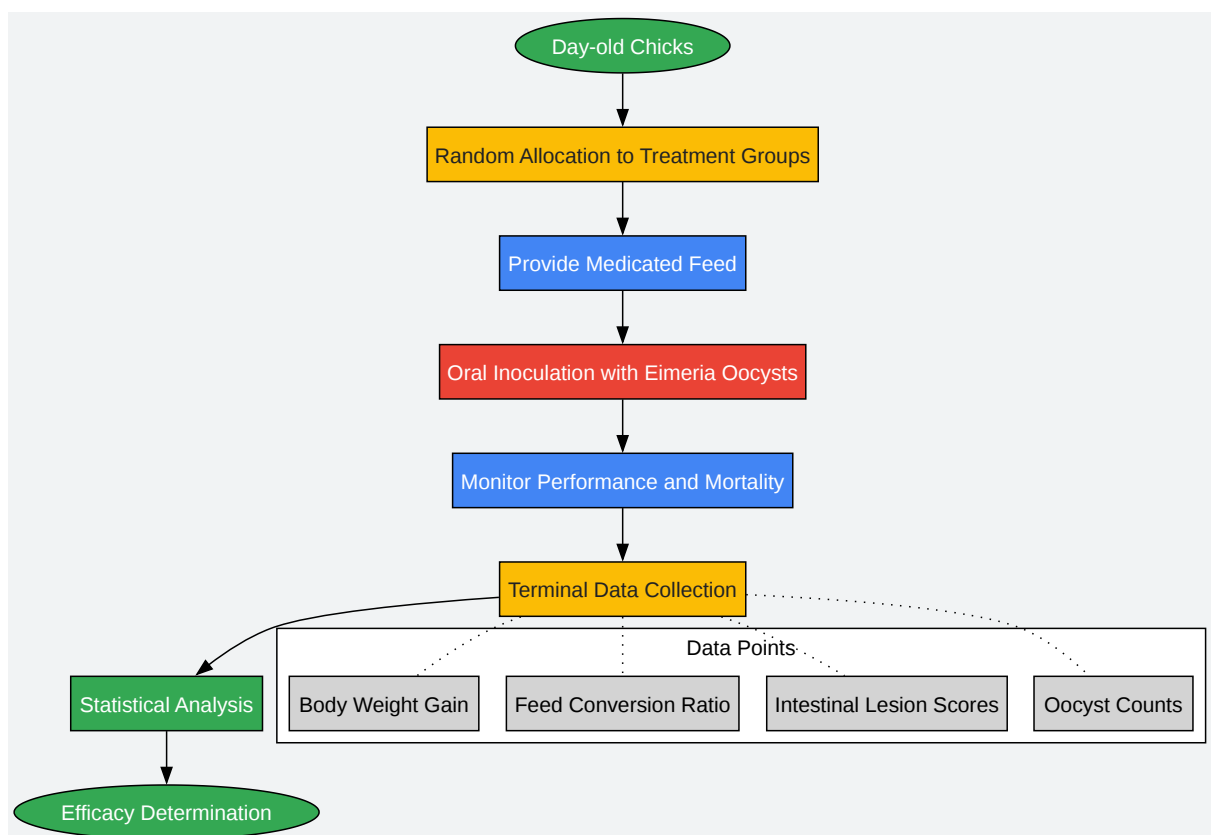 Day-old Chicks
Random Allocation to Treatment Groups
Provide Medicated Feed
Oral Inoculation with Eimeria Oocysts
Monitor Performance and Mortality
Terminal Data Collection
Data Points
Statistical Analysis
Body Weight Gain
Feed Conversion Ratio
Intestinal Lesion Scores
Oocyst Counts
Efficacy Determination